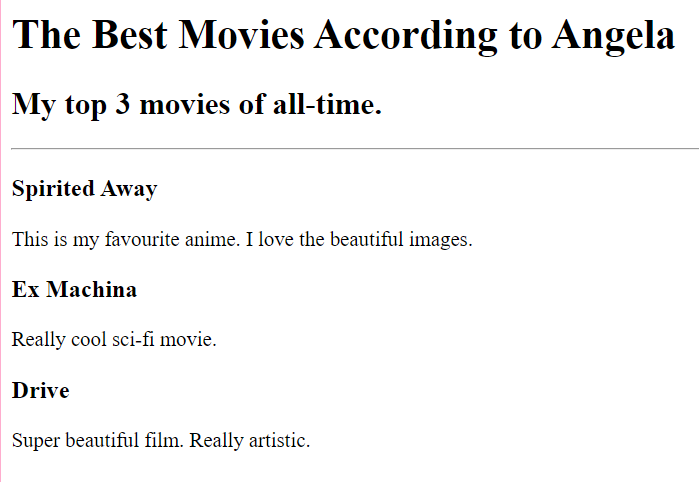 The Best Movies According to Angela
My top 3 movies of all-time.
Spirited Away
This is my favourite anime. I love the beautiful images.
Ex Machina
Really cool sci-fi movie.
Drive
Super beautiful film. Really artistic.